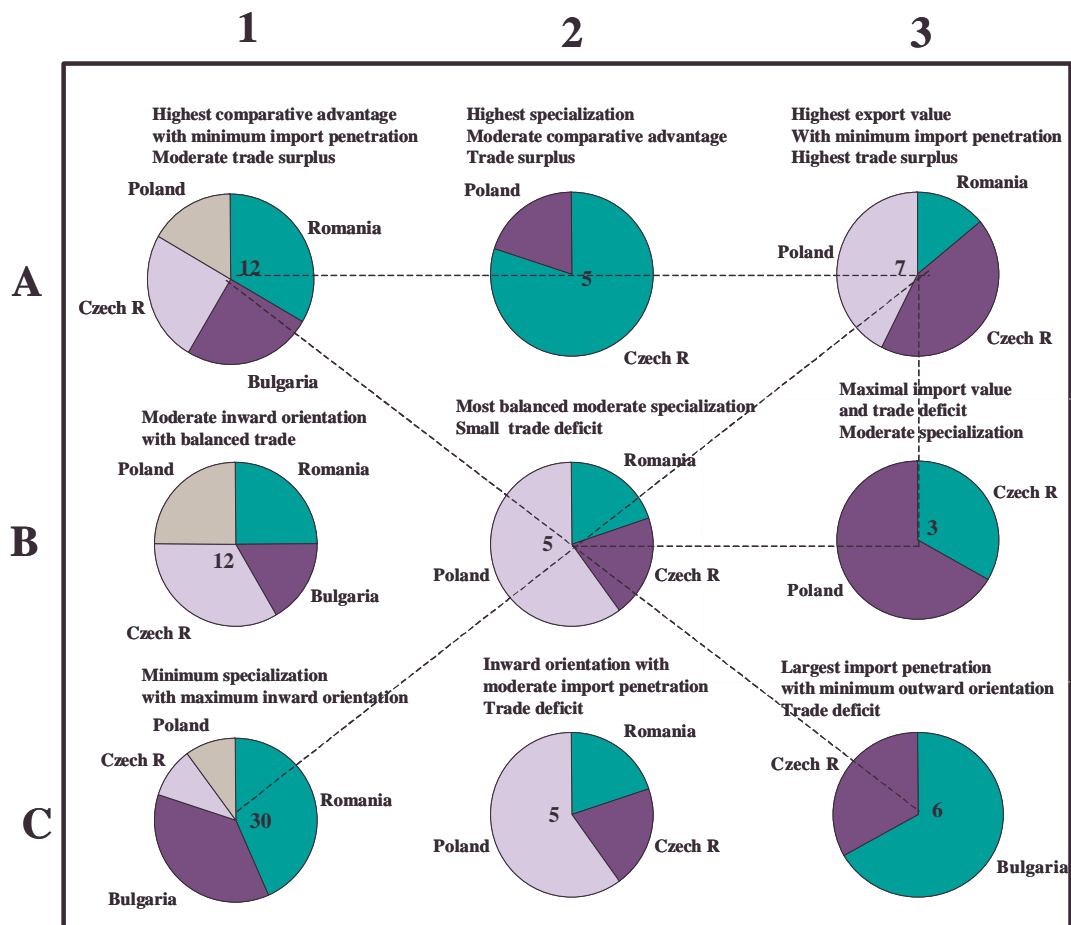 1 2 3
Highest comparative advantage
with minimum import penetration
Moderate trade surplus
Highest specialization
Moderate comparative advantage
Trade surplus
Highest export value
With minimum import penetration
Highest trade surplus
A
Poland
Romania
12
Czech R
Bulgaria
Poland
5
Czech R
Romania
Poland
7
Czech R
Moderate inward orientation
with balanced trade
Most balanced moderate specialization
Small trade deficit
Maximal import value
and trade deficit
Moderate specialization
B
Poland
Romania
12
Bulgaria
Czech R
Romania
5
Poland
Czech R
Czech R
3
Poland
Minimum specialization
with maximum inward orientation
Inward orientation with
moderate import penetration
Trade deficit
Largest import penetration
with minimum outward orientation
Trade deficit
C
Poland
Czech R
Romania
30
Bulgaria
Romania
5
Poland
Czech R
Czech R
6
Bulgaria